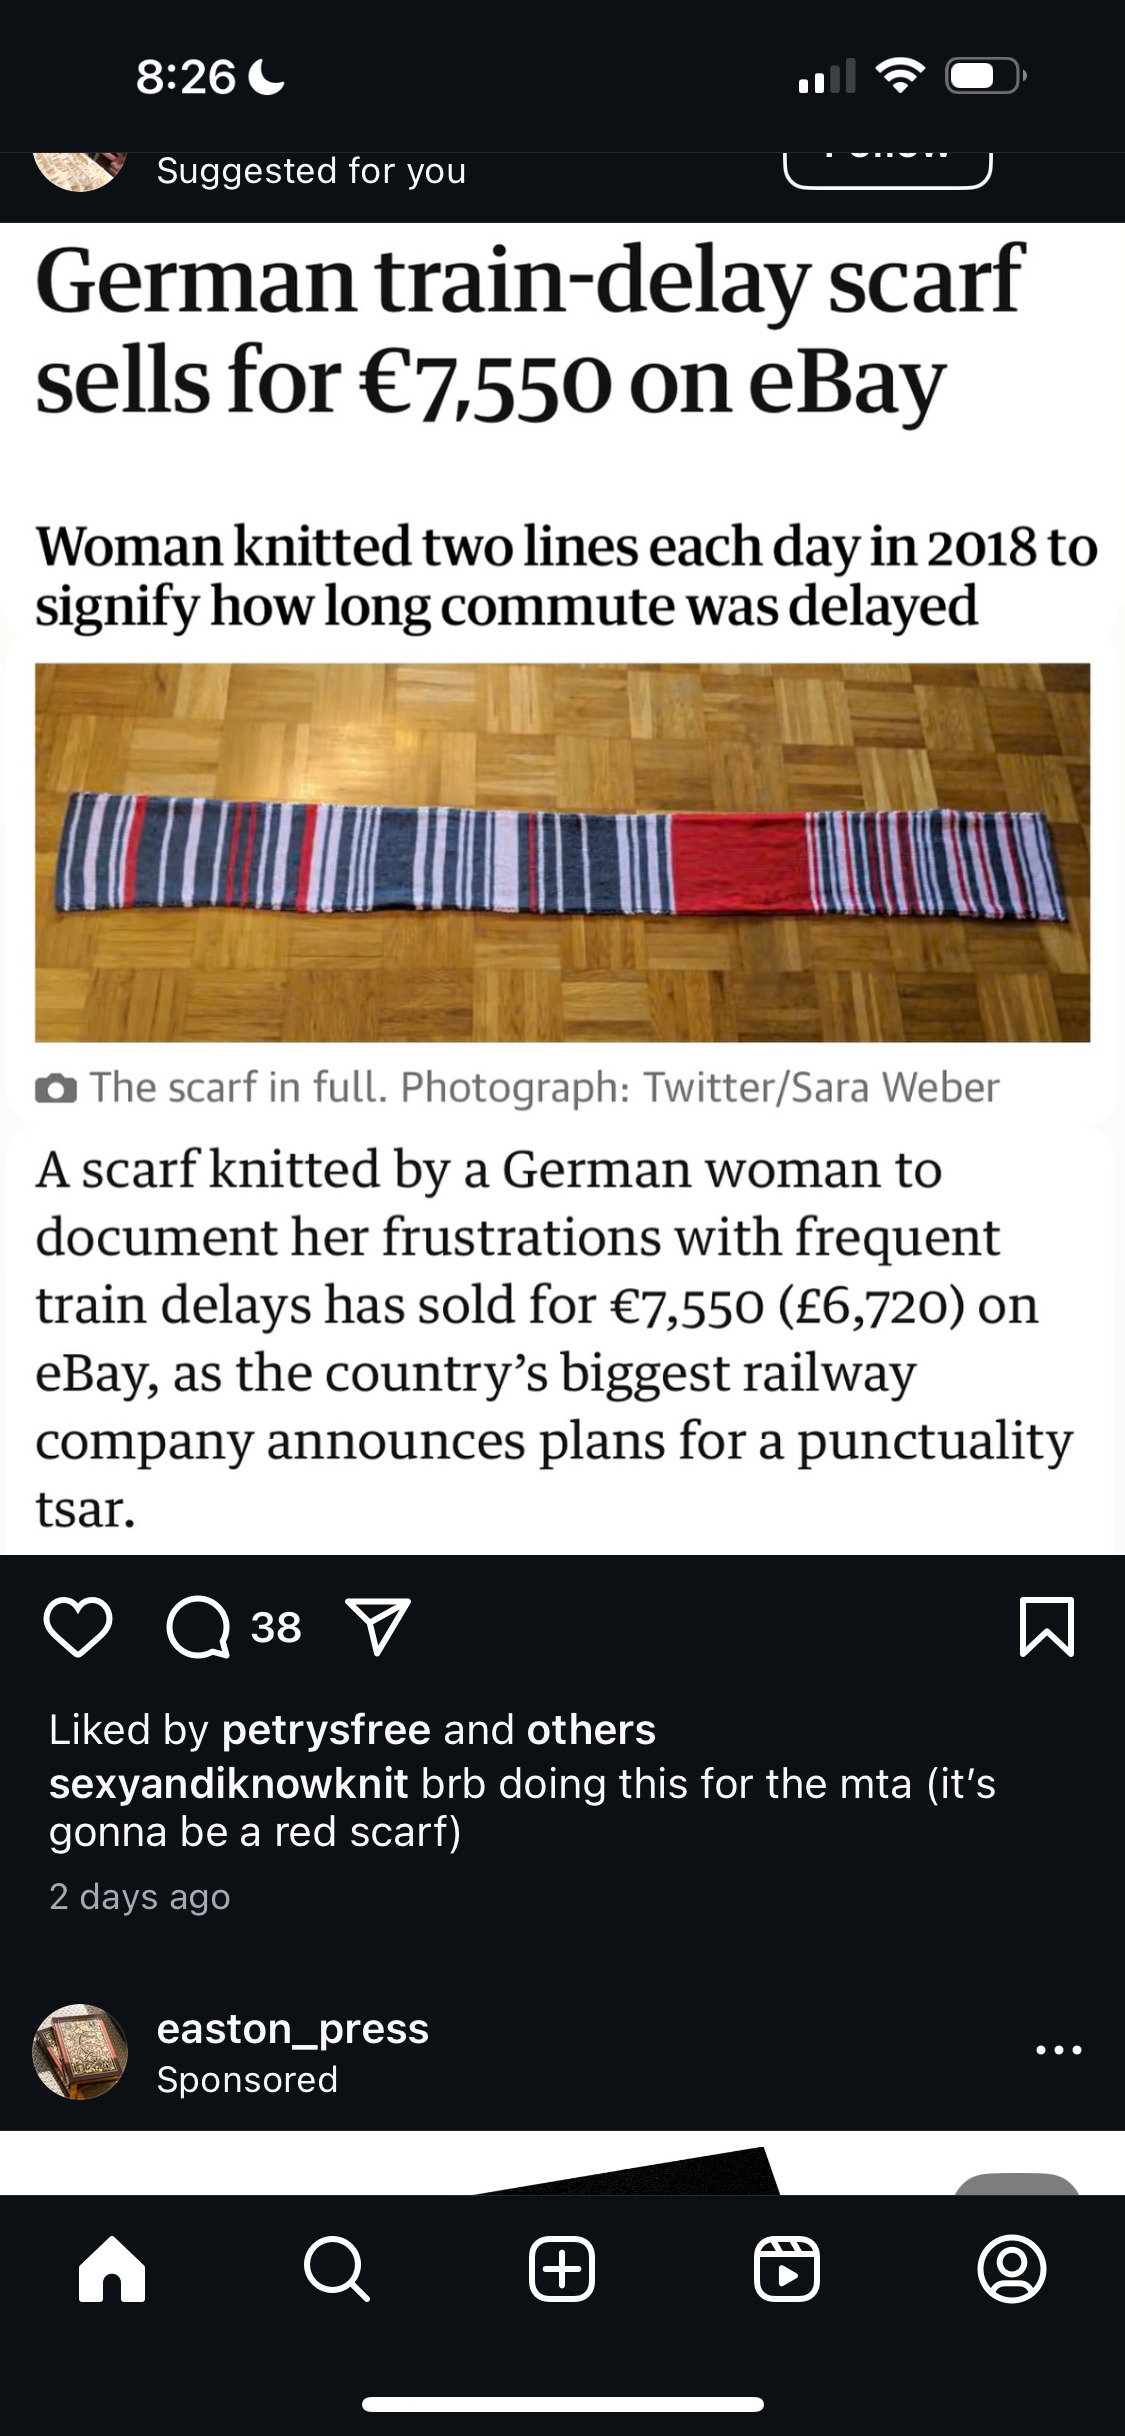 8:26
Suggested for you
Follow
German train-delay scarf
sells for €7,550 on eBay
Woman knitted two lines each day in 2018 to
signify how long commute was delayed
The scarf in full. Photograph: Twitter/Sara Weber
A scarf knitted by a German woman to
document her frustrations with frequent
train delays has sold for €7,550 (£6,720) on
eBay, as the country’s biggest railway
company announces plans for a punctuality
tsar.
38
Liked by petrysfree and others
sexyandiknowknit brb doing this for the mta (it’s
gonna be a red scarf)
2 days ago
easton_press
Sponsored